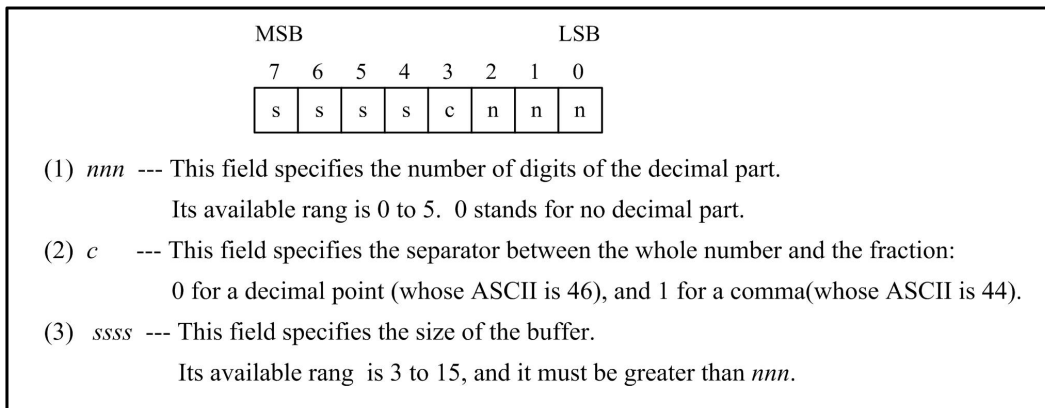 MSB LSB
7 6 5 4 3 2 1 0
s s s s c n n n
(1) nnn --- This field specifies the number of digits of the decimal part.
Its available rang is 0 to 5. 0 stands for no decimal part.
(2) c --- This field specifies the separator between the whole number and the fraction:
0 for a decimal point (whose ASCII is 46), and 1 for a comma(whose ASCII is 44).
(3) ssss --- This field specifies the size of the buffer.
Its available rang is 3 to 15, and it must be greater than nnn.